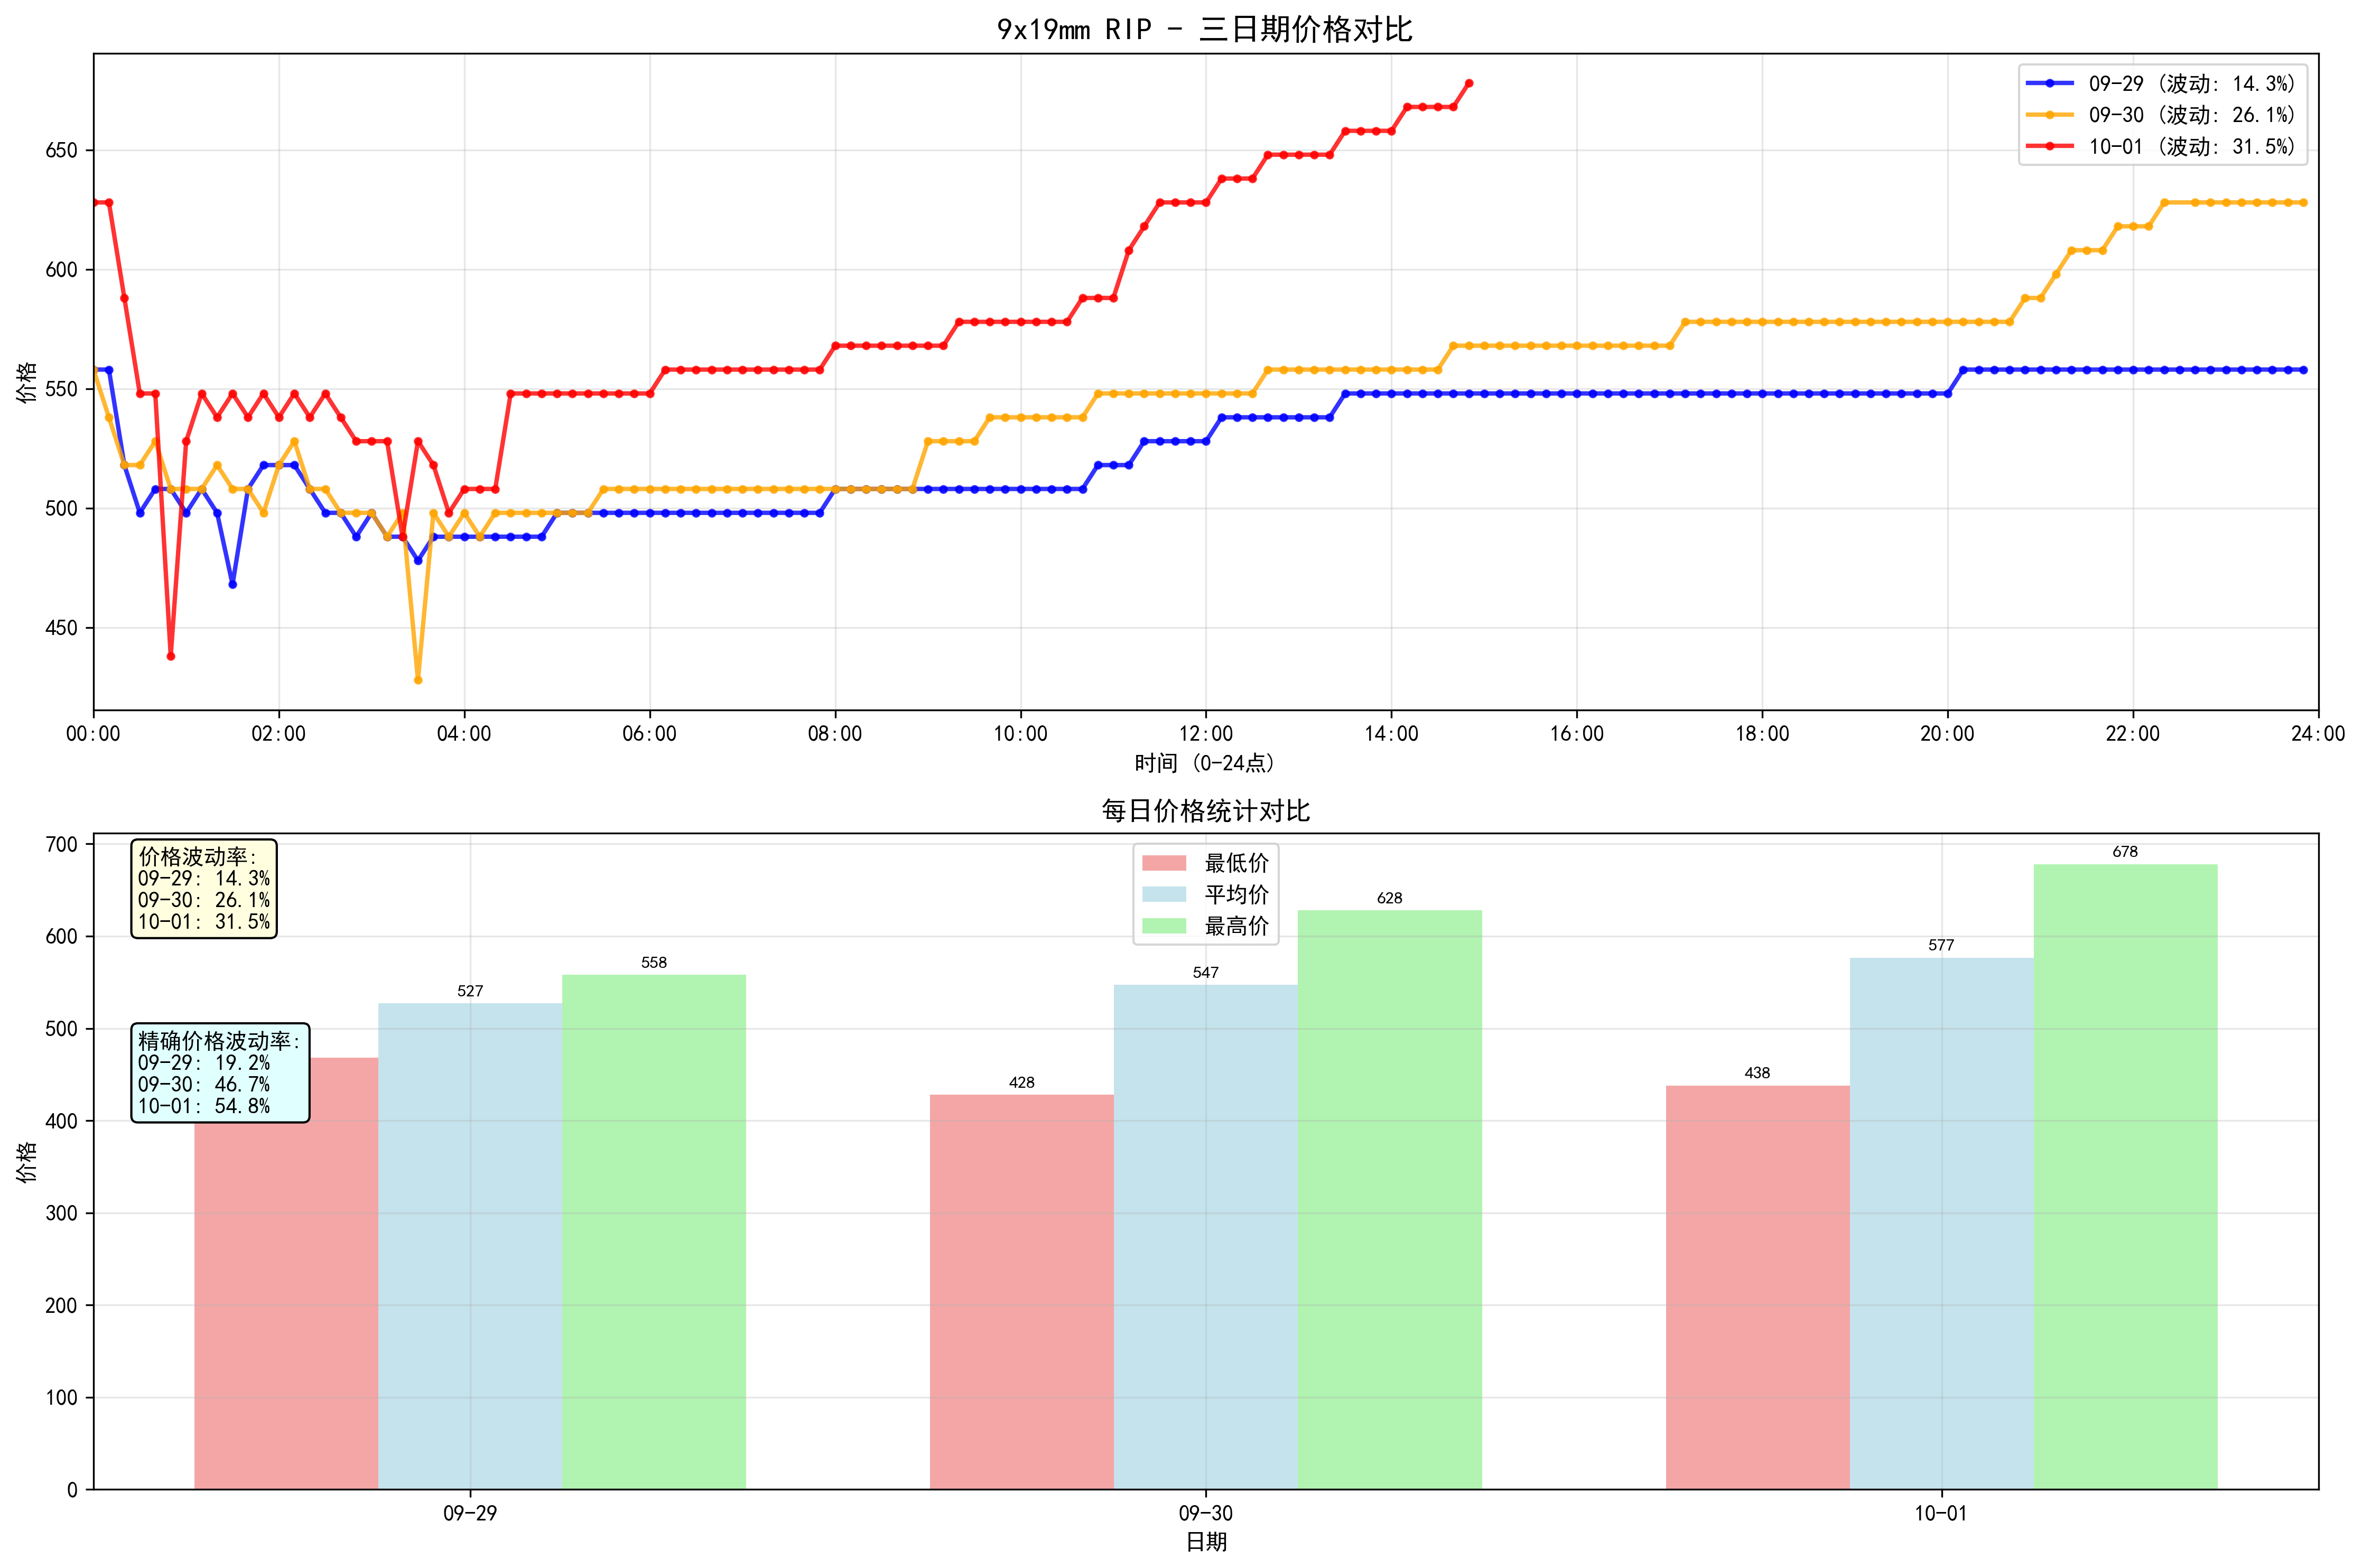 9x19mm RIP - 三日期价格对比
09-29 (波动: 14.3%)
09-30 (波动: 26.1%)
10-01 (波动: 31.5%)
价格
650
600
550
500
450
00:00 02:00 04:00 06:00 08:00 10:00 12:00 14:00 16:00 18:00 20:00 22:00 24:00
时间 (0-24点)
每日价格统计对比
价格波动率:
09-29: 14.3%
09-30: 26.1%
10-01: 31.5%
精确价格波动率:
09-29: 19.2%
09-30: 46.7%
10-01: 54.8%
最低价
平均价
最高价
527
558
428
547
628
438
577
678
价格
700
600
500
400
300
200
100
0
09-29 09-30 10-01
日期